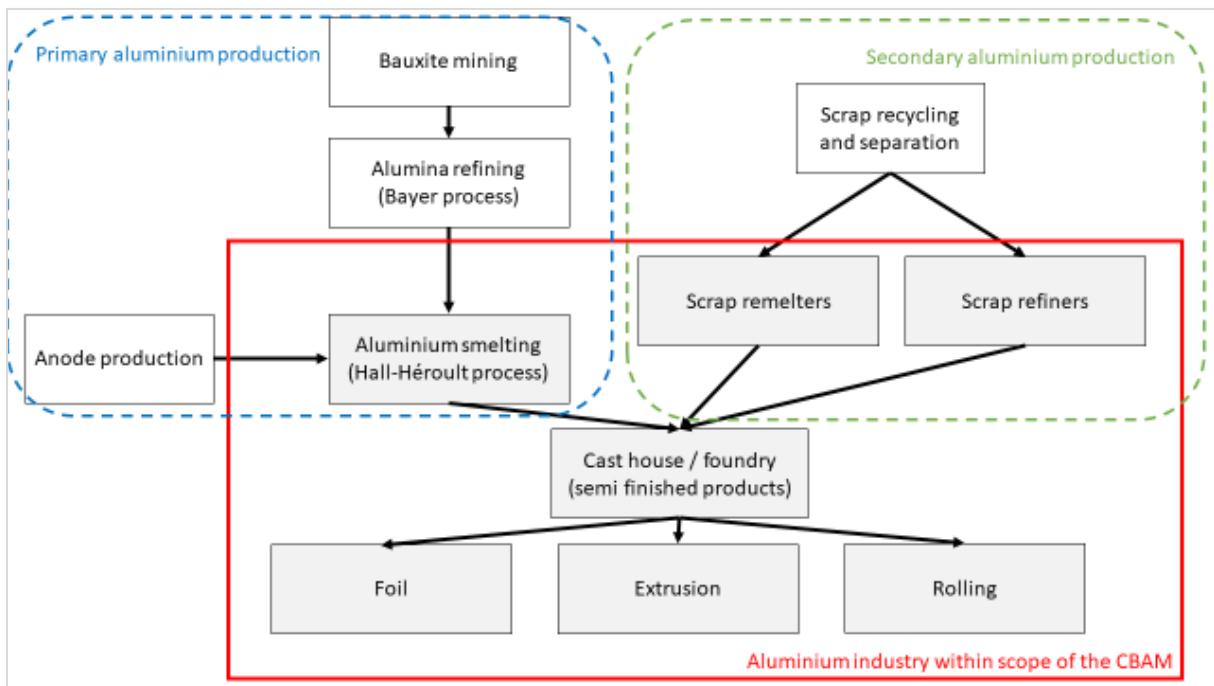 Primary aluminium production
Bauxite mining
Secondary aluminium production
Scrap recycling
and separation
Alumina refining
(Bayer process)
Scrap remelters
Scrap refiners
Anode production
Aluminium smelting
(Hall-Héroult process)
Cast house / foundry
(semi finished products)
Foil
Extrusion
Rolling
Aluminium industry within scope of the CBAM